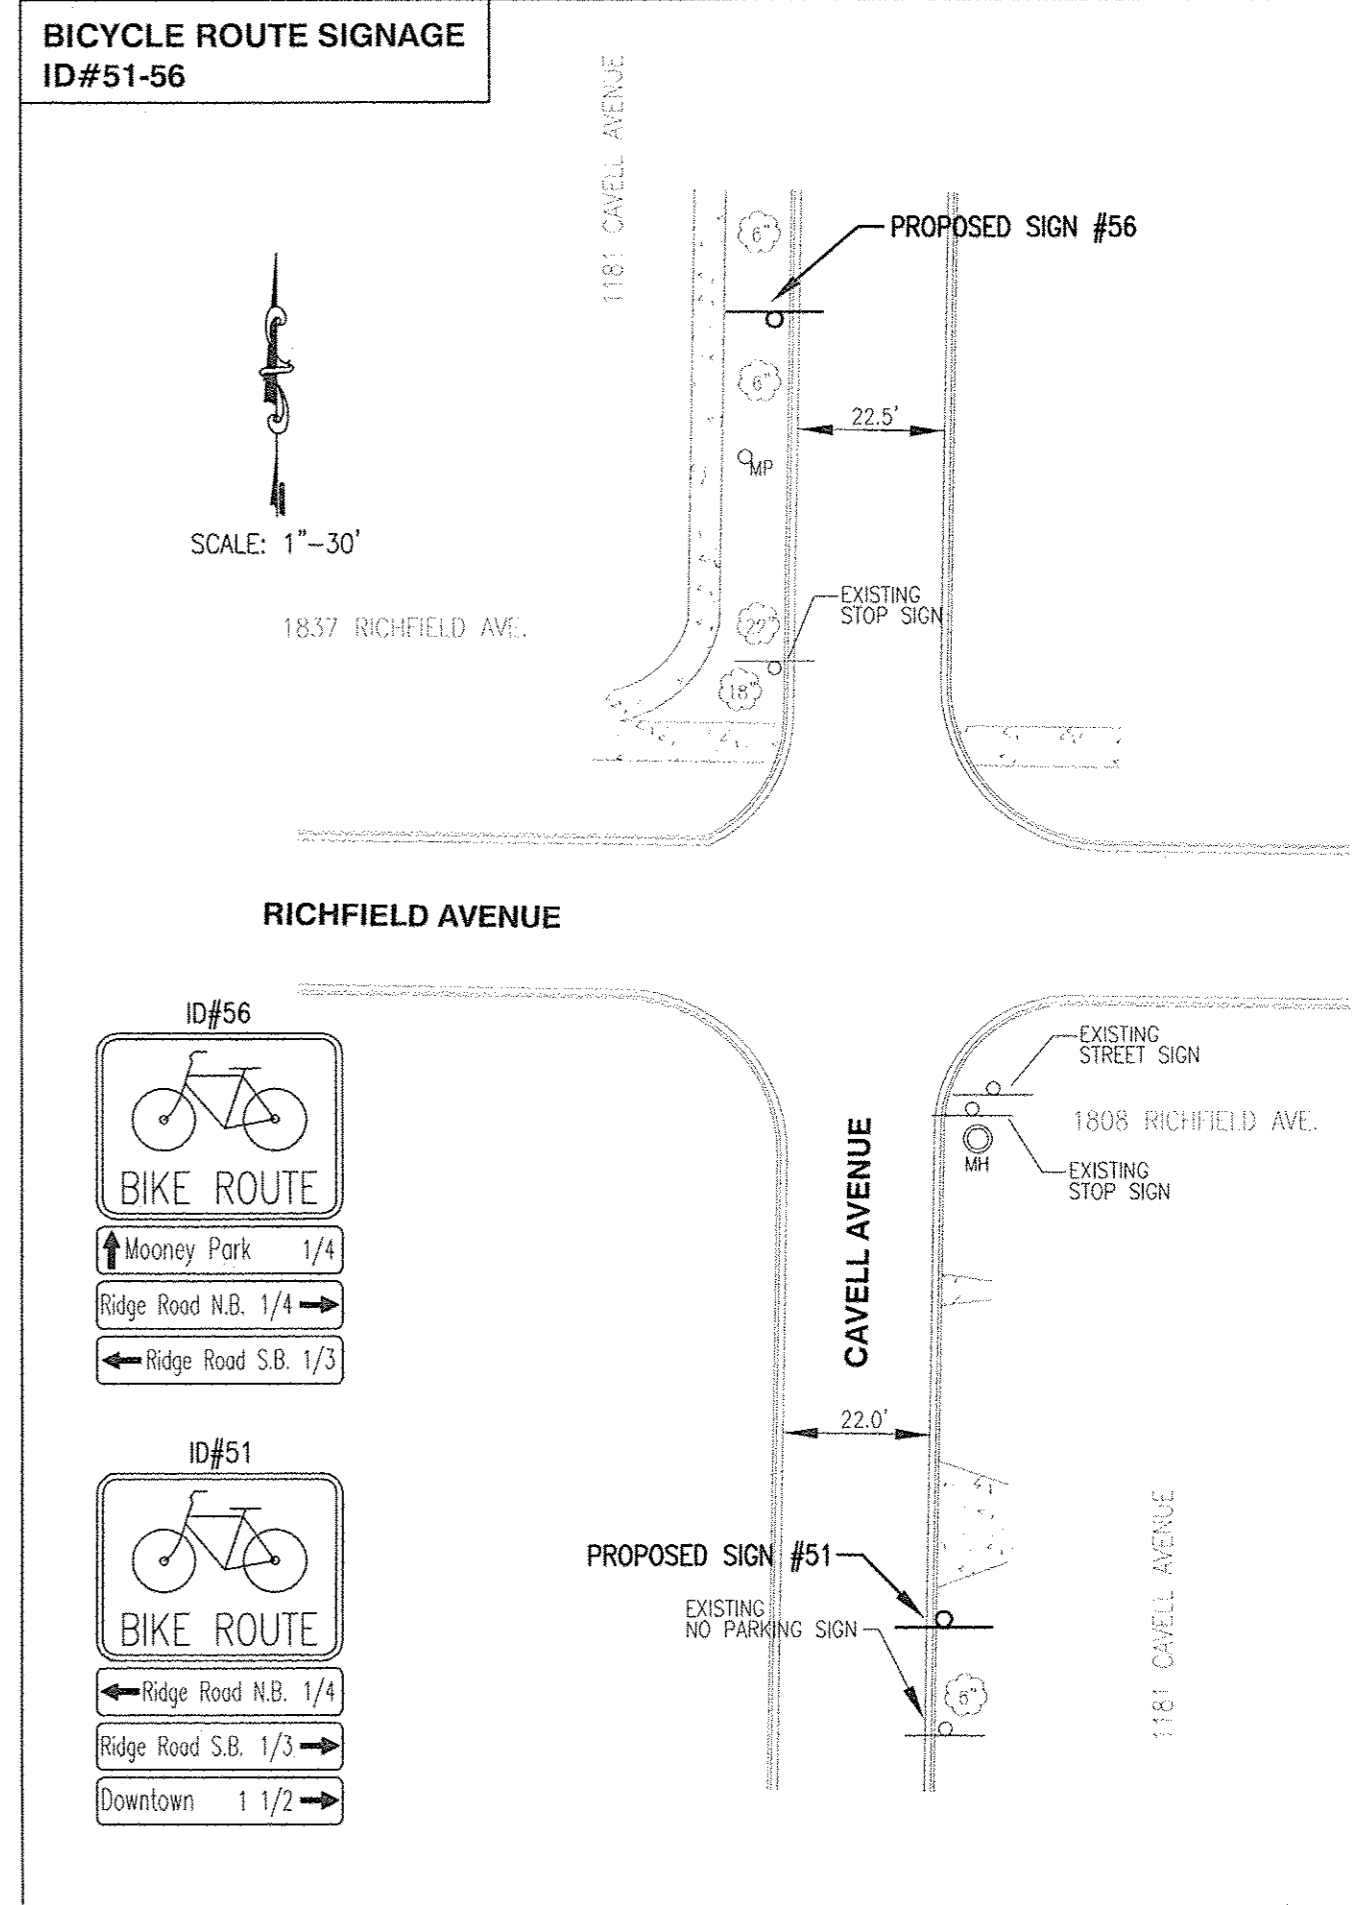 BICYCLE ROUTE SIGNAGE
ID#51-56
1181 CAVELL AVENUE
6"
PROPOSED SIGN #56
6"
22.5'
MP
SCALE: 1"-30'
EXISTING
STOP SIGN
1837 RICHFIELD AVE.
22"
18"
RICHFIELD AVENUE
ID#56
BIKE ROUTE
Mooney Park 1/4
Ridge Road N.B. 1/4
Ridge Road S.B. 1/3
EXISTING
STREET SIGN
1808 RICHFIELD AVE.
MH
EXISTING
STOP SIGN
CAVELL AVENUE
22.0'
ID#51
BIKE ROUTE
Ridge Road N.B. 1/4
Ridge Road S.B. 1/3
Downtown 1 1/2
PROPOSED SIGN #51
EXISTING
NO PARKING SIGN
6"
1181 CAVELL AVENUE